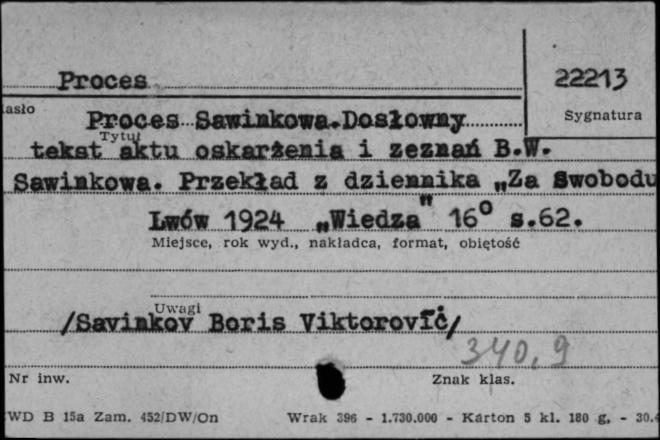 Proces
22213
asło
Sygnatura
Proces Sawinkowa.Dosłowny
Tytuł
tekst aktu oskarżenia i zeznań B.W.
Sawinkowa. Przekład z dziennika „Za Swobodu
Lwów 1924 „Wiedza" 16° s.62.
Miejsce, rok wyd., nakładca, format, obiętość
Uwagi
/Savinkov Boris Viktorovič/
340,9
Nr inw.
Znak klas.
WD B 15a Zam. 452/DW/On
Wrak 396 - 1.730.000 - Karton 5 kl. 180 g, - 30.4